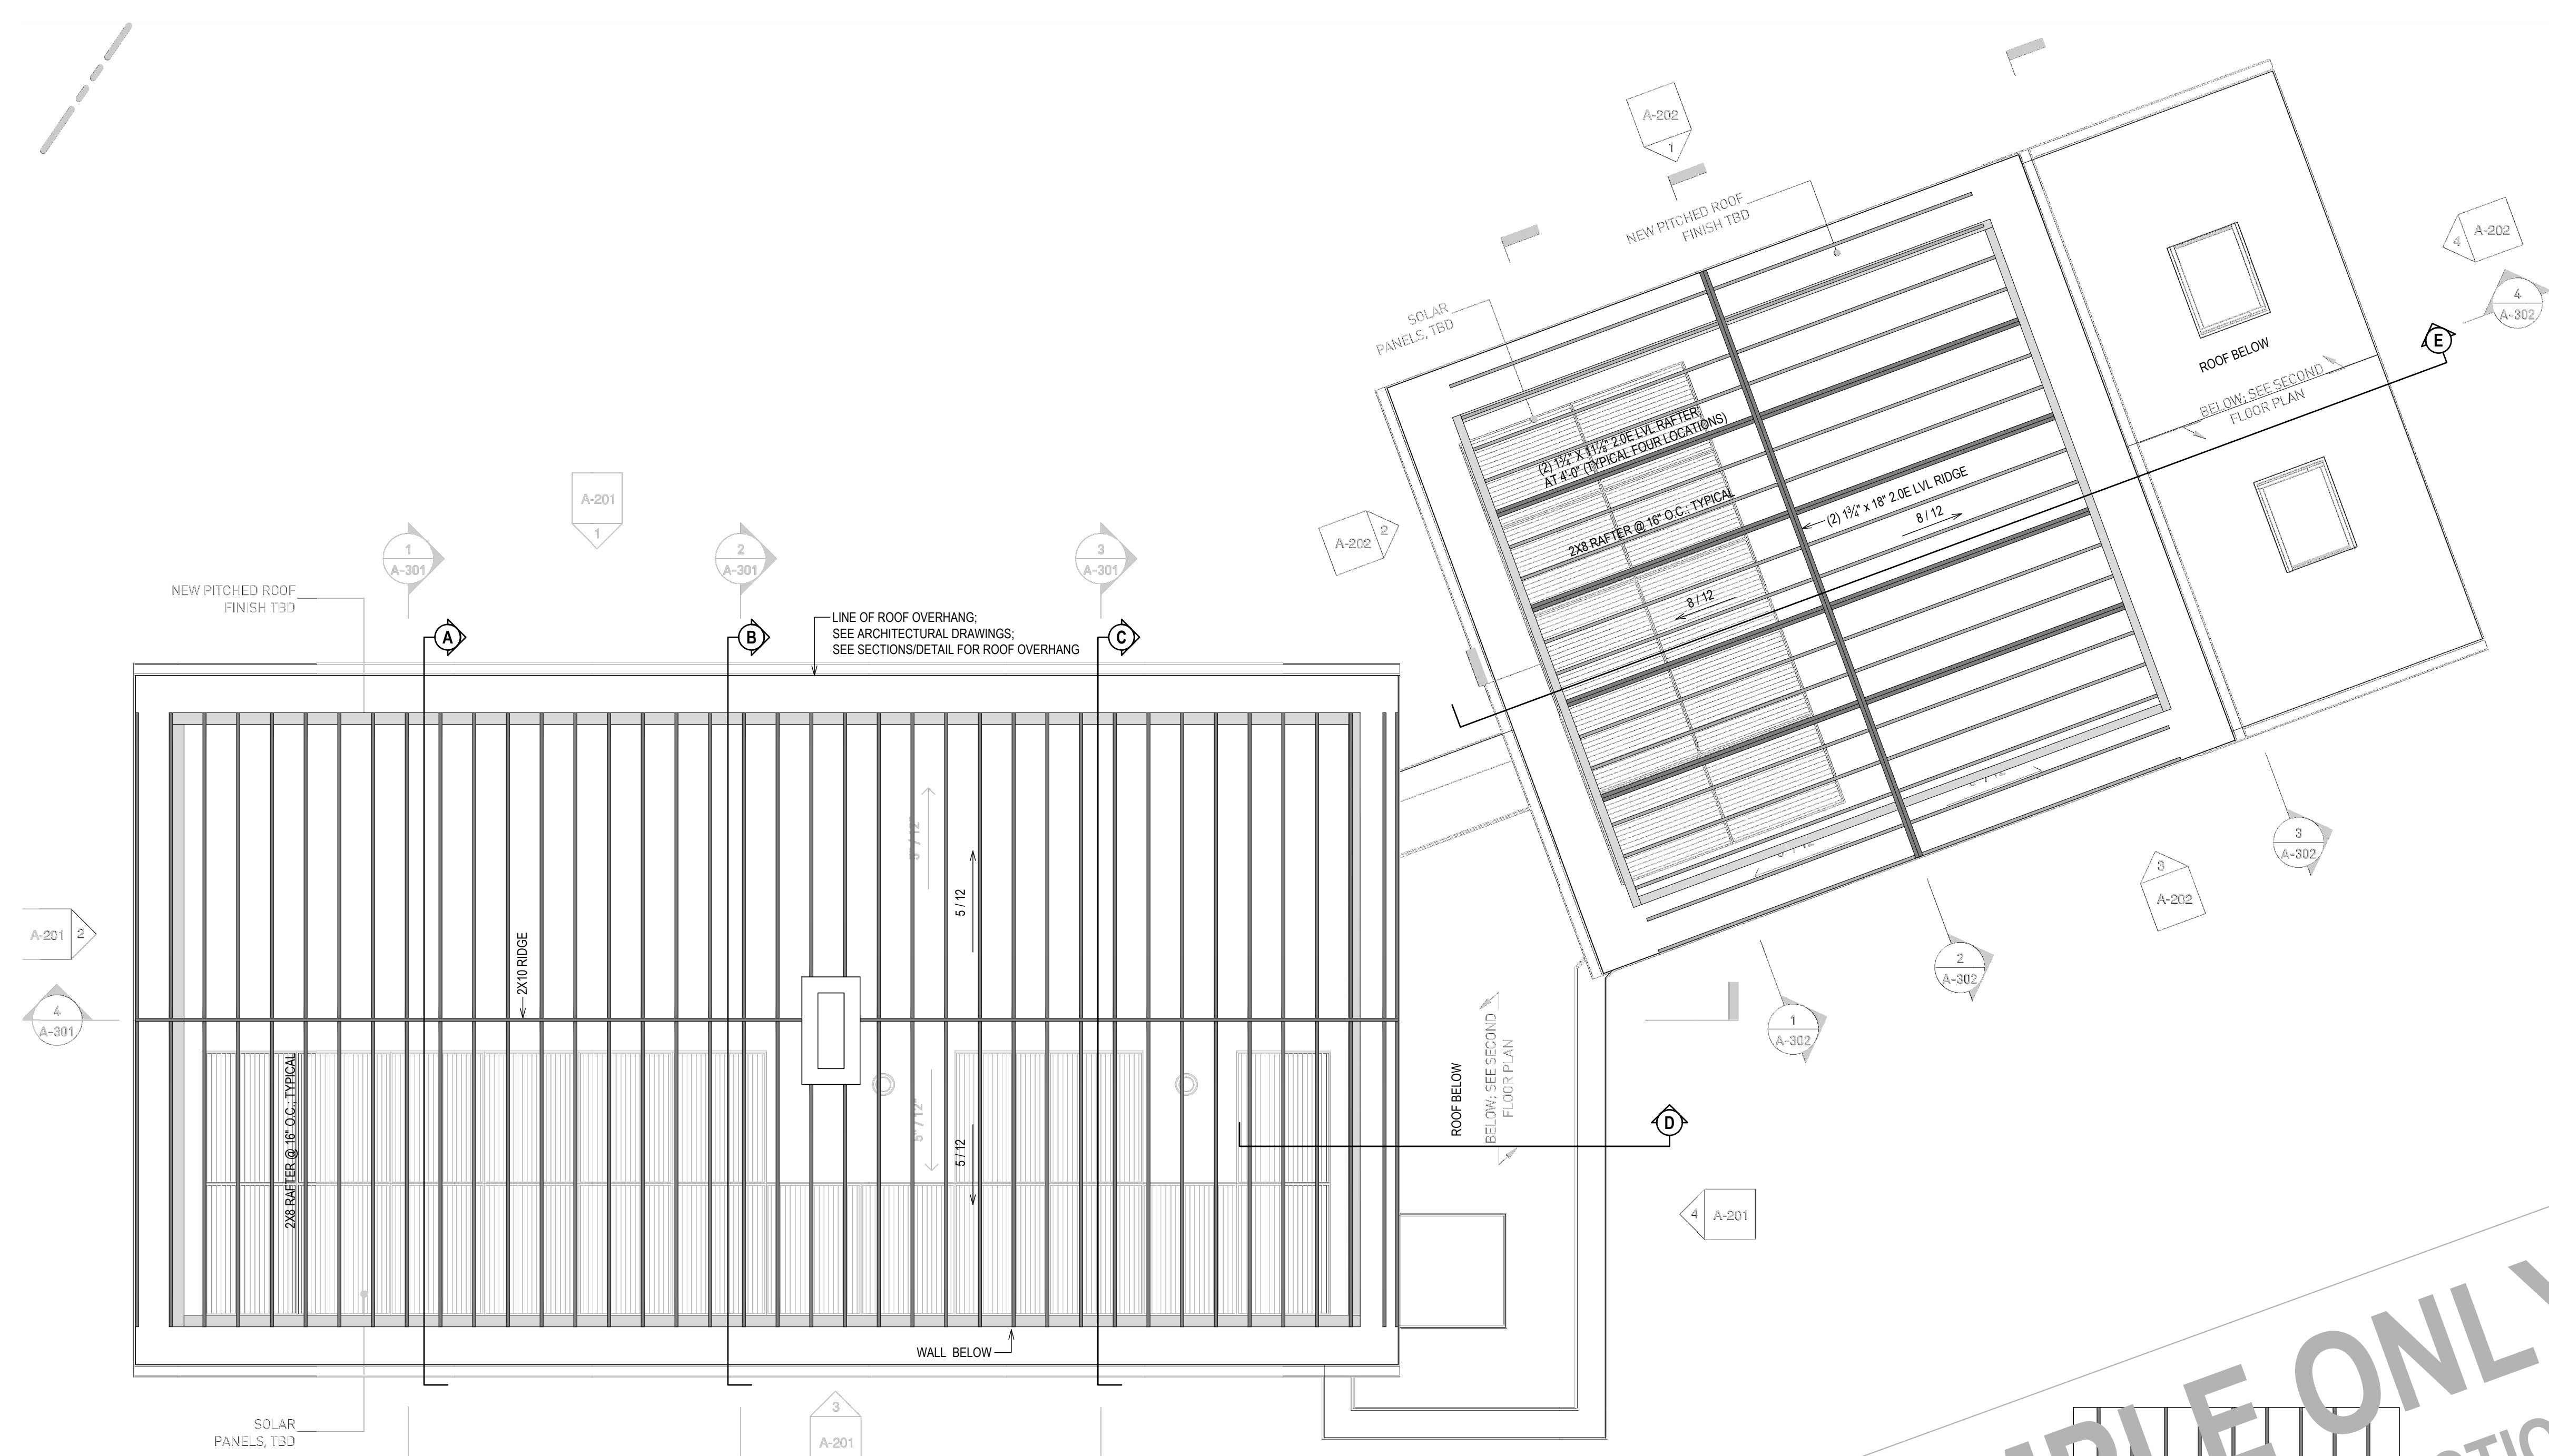 A-202
1
NEW PITCHED ROOF
FINISH TBD
SOLAR
PANELS, TBD
A-202
4
4
A-302
E
ROOF BELOW
BELOW; SEE SECOND
FLOOR PLAN
(2) 1¾" X 11⅞" 2.0E LVL RAFTER,
AT 4'-0" (TYPICAL FOUR LOCATIONS)
2X8 RAFTER @ 16" O.C.; TYPICAL
(2) 1¾" x 18" 2.0E LVL RIDGE
8 / 12
8 / 12
A-202
2
A-201
1
1
A-301
2
A-301
3
A-301
NEW PITCHED ROOF
FINISH TBD
LINE OF ROOF OVERHANG;
SEE ARCHITECTURAL DRAWINGS;
SEE SECTIONS/DETAIL FOR ROOF OVERHANG
A
B
C
5" / 12"
5 / 12
A-201
2
2X10 RIDGE
4
A-301
2X8 RAFTER @ 16" O.C.; TYPICAL
5" / 12"
5 / 12
3
A-302
3
A-202
2
A-302
1
A-302
ROOF BELOW
BELOW; SEE SECOND
FLOOR PLAN
D
4
A-201
WALL BELOW
SOLAR
PANELS, TBD
3
A-201
ONLY